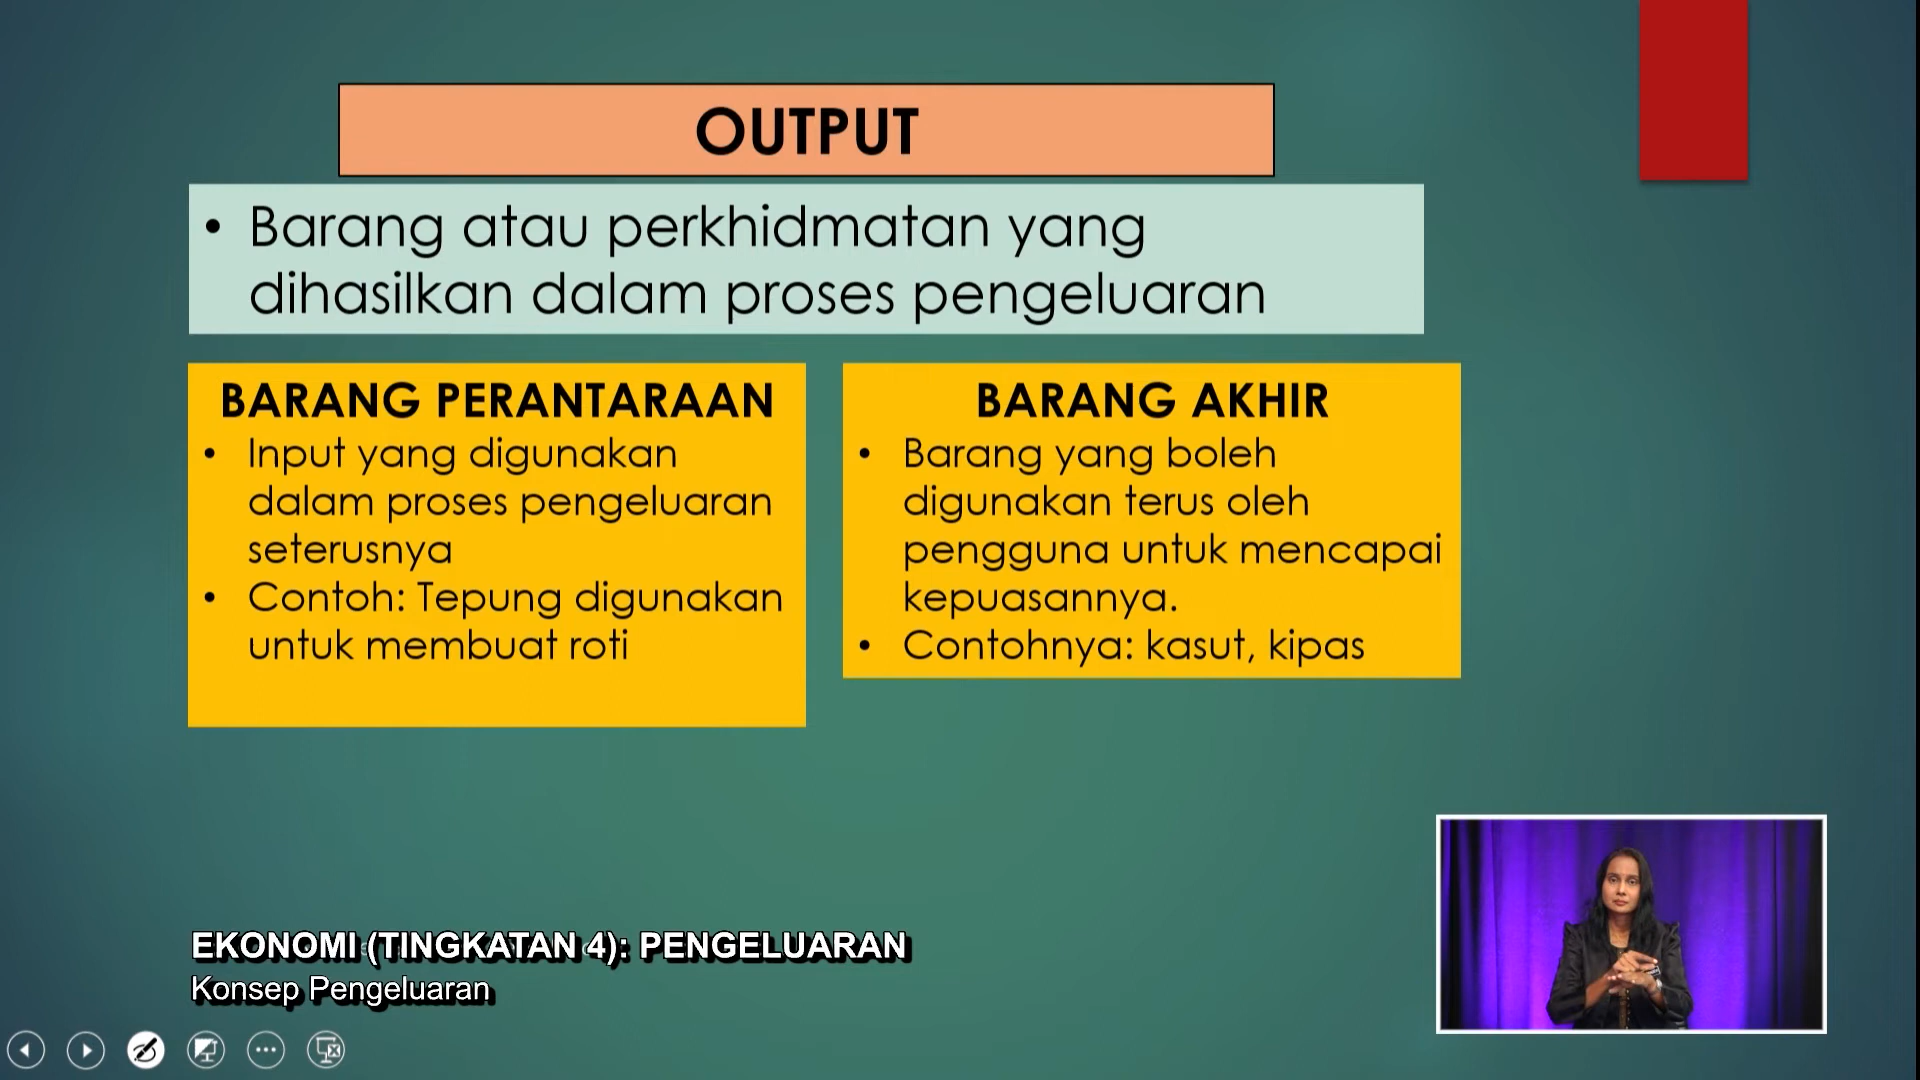 OUTPUT
• Barang atau perkhidmatan yang
dihasilkan dalam proses pengeluaran
BARANG PERANTARAAN
• Input yang digunakan
dalam proses pengeluaran
seterusnya
• Contoh: Tepung digunakan
untuk membuat roti
BARANG AKHIR
• Barang yang boleh
digunakan terus oleh
pengguna untuk mencapai
kepuasannya.
• Contohnya: kasut, kipas
EKONOMI (TINGKATAN 4): PENGELUARAN
Konsep Pengeluaran